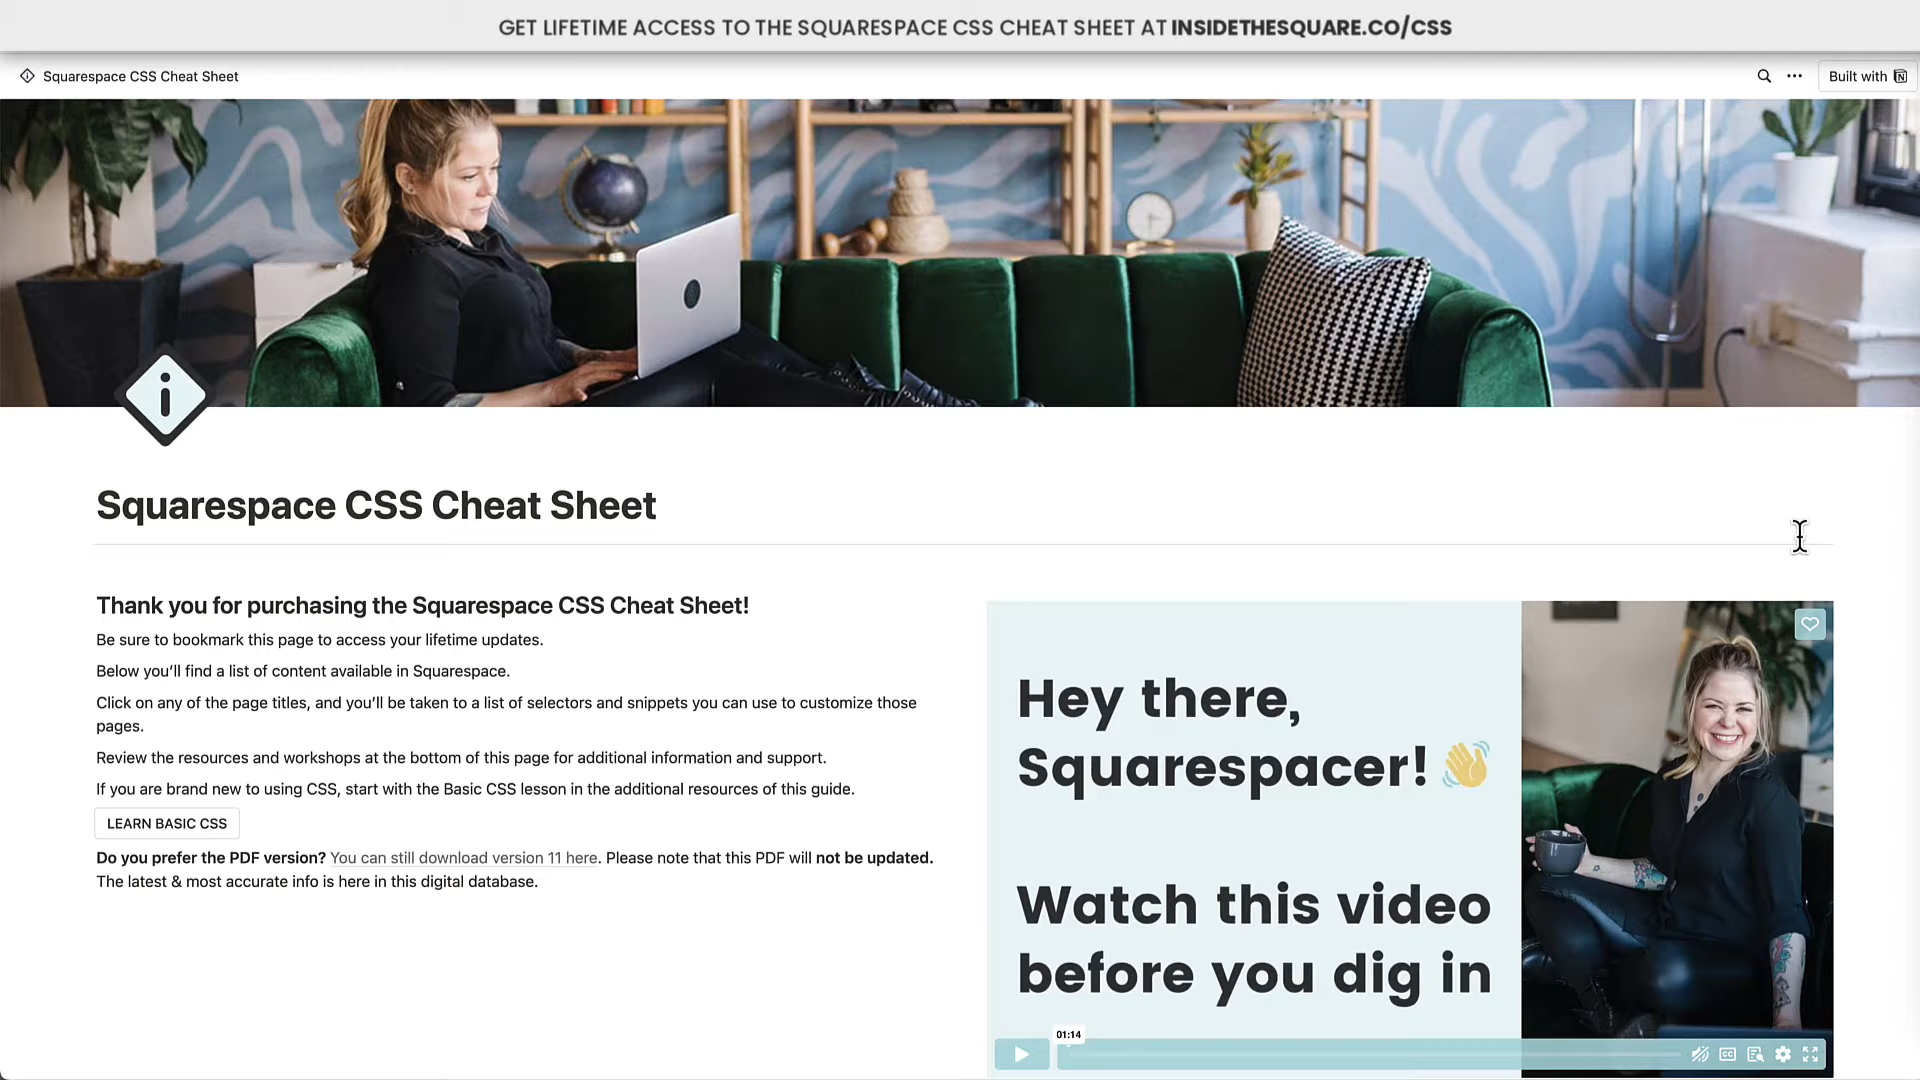 GET LIFETIME ACCESS TO THE SQUARESPACE CSS CHEAT SHEET AT INSIDETHESQUARE.CO/CSS
Squarespace CSS Cheat Sheet
Built with
Squarespace CSS Cheat Sheet
Thank you for purchasing the Squarespace CSS Cheat Sheet!
Be sure to bookmark this page to access your lifetime updates.
Below you’ll find a list of content available in Squarespace.
Click on any of the page titles, and you’ll be taken to a list of selectors and snippets you can use to customize those
pages.
Review the resources and workshops at the bottom of this page for additional information and support.
If you are brand new to using CSS, start with the Basic CSS lesson in the additional resources of this guide.
LEARN BASIC CSS
Do you prefer the PDF version? You can still download version 11 here. Please note that this PDF will not be updated.
The latest & most accurate info is here in this digital database.
Hey there,
Squarespacer! 👋
Watch this video
before you dig in
01:14
CC